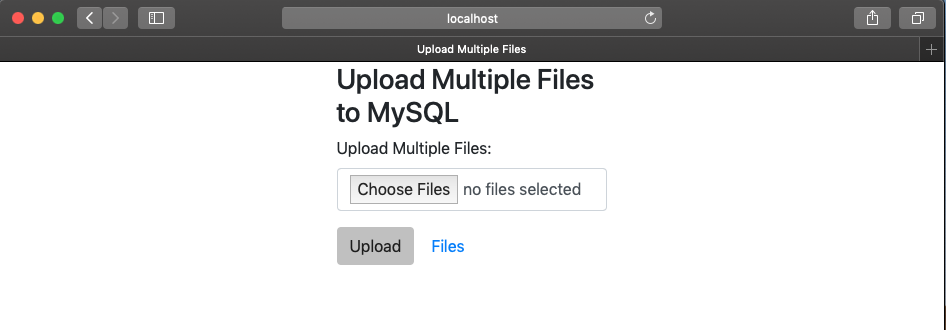 localhost
Upload Multiple Files
Upload Multiple Files
to MySQL
Upload Multiple Files:
Choose Files no files selected
Upload Files